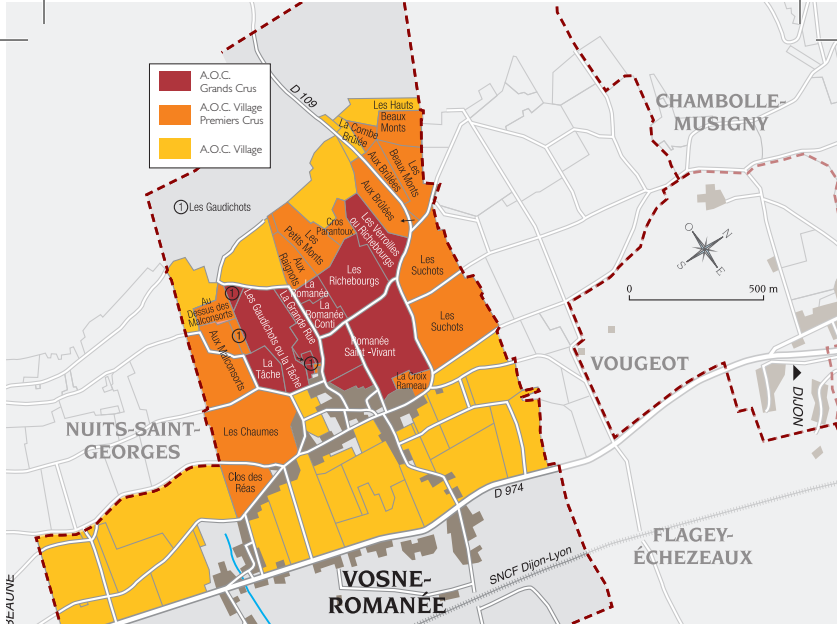 A.O.C.
Grands Crus
A.O.C. Village
Premiers Crus
A.O.C. Village
D 109
Les Hauts
Beaux
Monts
La Combe
Brûlée
Les
Beaux Monts
Aux Brûlées
Aux Brûlées
CHAMBOLLE-
MUSIGNY
1 Les Gaudichots
Cros
Parantoux
Les Verroilles
ou Richebourgs
Les
Petits Monts
Aux
Raignots
Les
Richebourgs
Les
Suchots
N
O
E
S
0
500 m
La
Romanée
La
Romanée
Conti
Les
Suchots
1
Au
Dessus des
Malconsorts
Les Gaudichots ou la Tâche
La Grande Rue
1
Aux Malconsorts
Romanée
Saint -Vivant
1
La
Tâche
La Croix
Rameau
VOUGEOT
DIJON
NUITS-SAINT-
GEORGES
Les Chaumes
Clos des
Réas
D 974
FLAGEY-
ÉCHEZEAUX
SNCF Dijon-Lyon
VOSNE-
ROMANÉE
BEAUNE